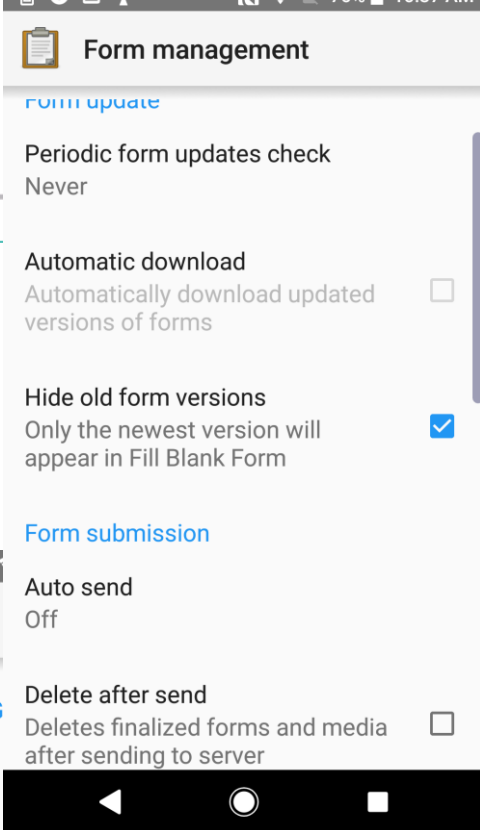 Form management
Form update
Periodic form updates check
Never
Automatic download
Automatically download updated
versions of forms
Hide old form versions
Only the newest version will
appear in Fill Blank Form
Form submission
Auto send
Off
Delete after send
Deletes finalized forms and media
after sending to server